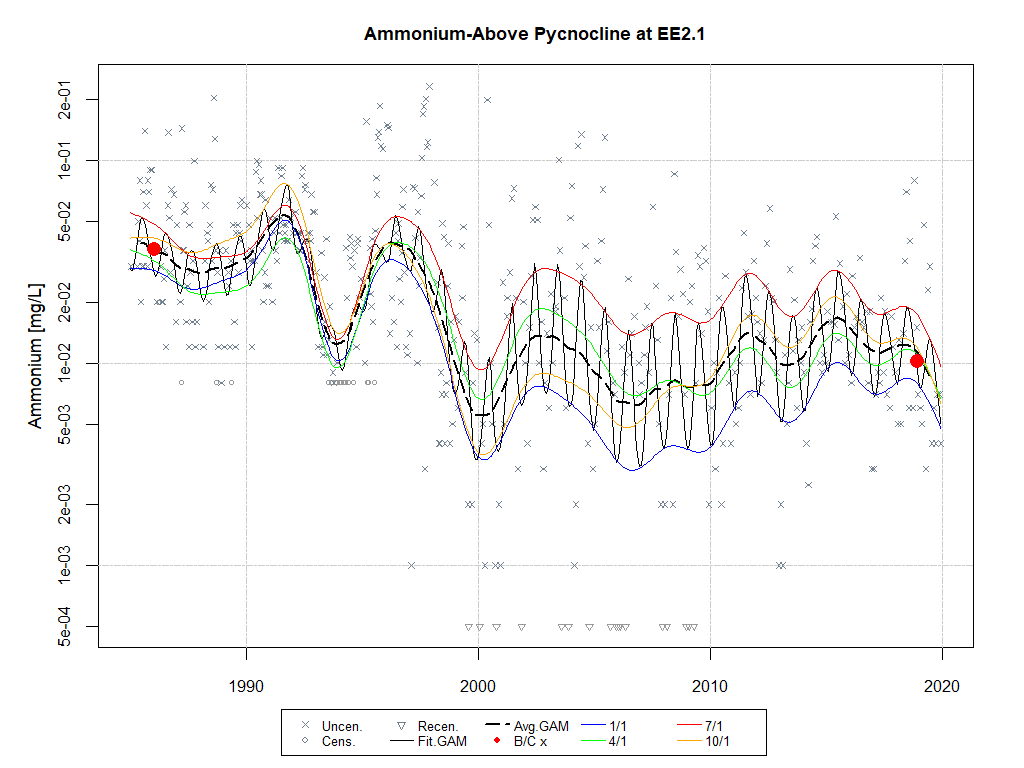 Ammonium-Above Pycnocline at EE2.1
Ammonium [mg/L]
2e-01
1e-01
5e-02
2e-02
1e-02
5e-03
2e-03
1e-03
5e-04
1990 2000 2010 2020
Uncen. Recen. Avg.GAM 1/1 7/1
Cens. Fit.GAM B/C x 4/1 10/1